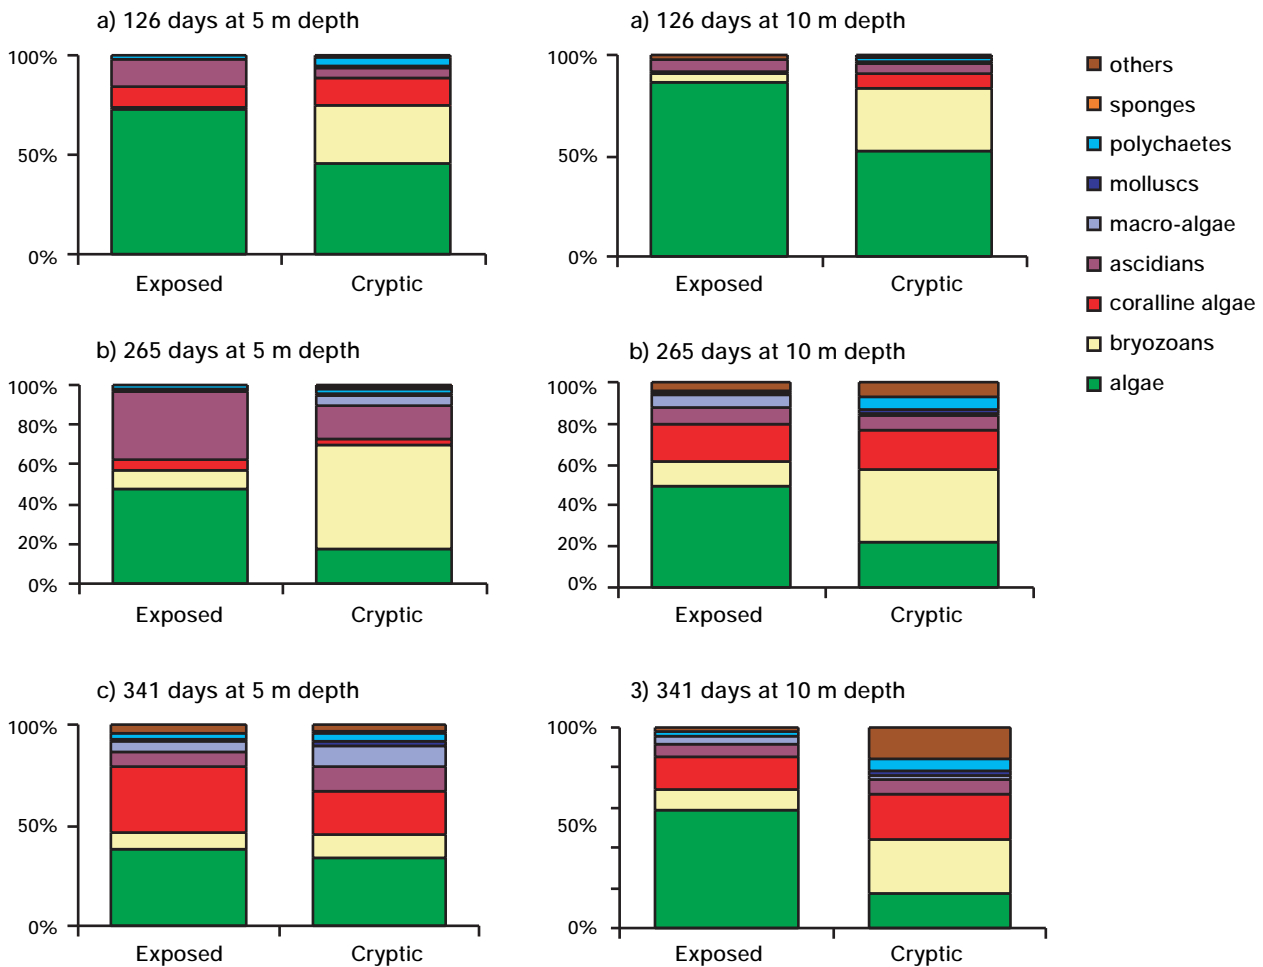 a) 126 days at 5 m depth
100%
50%
0%
Exposed
Cryptic
a) 126 days at 10 m depth
100%
50%
0%
Exposed
Cryptic
others
sponges
polychaetes
molluscs
macro-algae
ascidians
coralline algae
bryozoans
algae
b) 265 days at 5 m depth
100%
80%
60%
40%
20%
0%
Exposed
Cryptic
b) 265 days at 10 m depth
100%
80%
60%
40%
20%
0%
Exposed
Cryptic
c) 341 days at 5 m depth
100%
50%
0%
Exposed
Cryptic
3) 341 days at 10 m depth
100%
50%
0%
Exposed
Cryptic